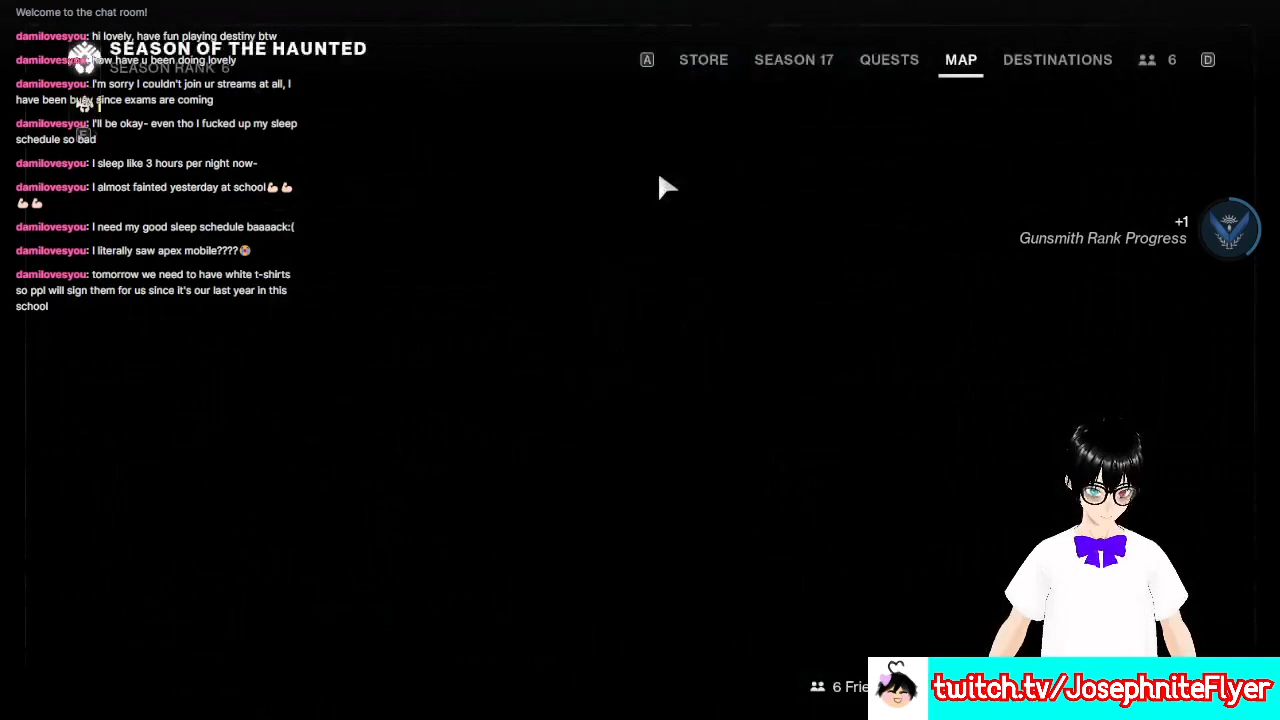 Welcome to the chat room!
damilovesyou: hi lovely, have fun playing destiny btw
SEASON OF THE HAUNTED
damilovesyou: how have u been doing lovely
SEASON RANK 6
damilovesyou: I'm sorry I couldn't join ur streams at all, I
have been busy since exams are coming
1
damilovesyou: I'll be okay- even tho I fucked up my sleep
schedule so bad
E
damilovesyou: I sleep like 3 hours per night now-
damilovesyou: I almost fainted yesterday at school💪🏻💪🏻
💪🏻💪🏻
damilovesyou: I need my good sleep schedule baaaack:(
damilovesyou: I literally saw apex mobile????😭
damilovesyou: tomorrow we need to have white t-shirts
so ppl will sign them for us since it's our last year in this
school
A STORE SEASON 17 QUESTS MAP DESTINATIONS 6 D
+1
Gunsmith Rank Progress
6 Frie
twitch.tv/JosephniteFlyer